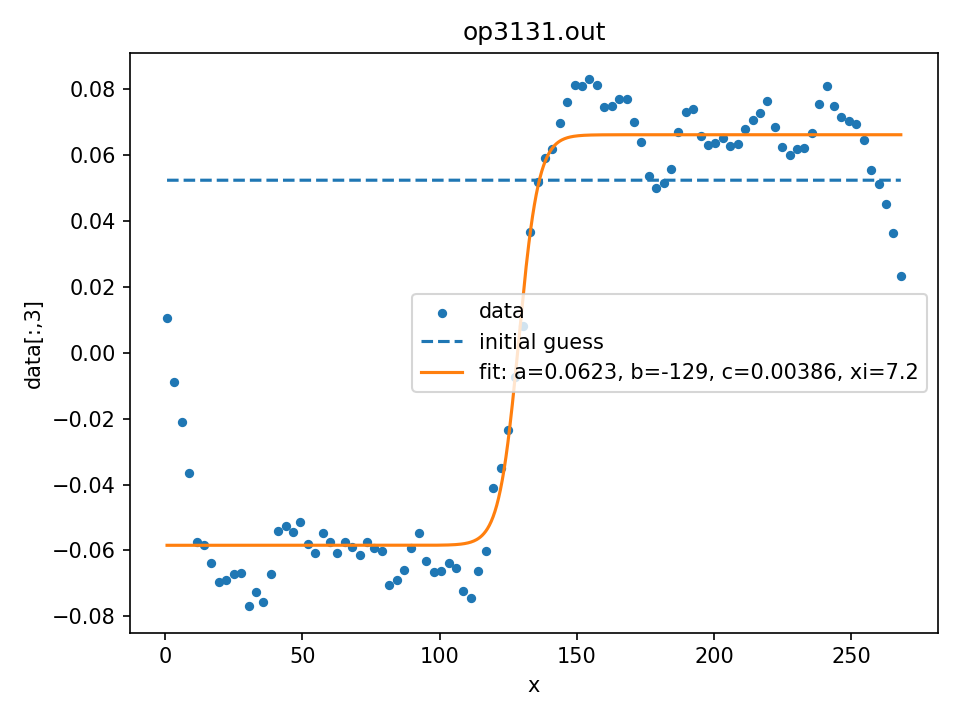 op3131.out
0.08
0.06
0.04
0.02
0.00
−0.02
−0.04
−0.06
−0.08
data[:,3]
data
initial guess
fit: a=0.0623, b=-129, c=0.00386, xi=7.2
0 50 100 150 200 250
x